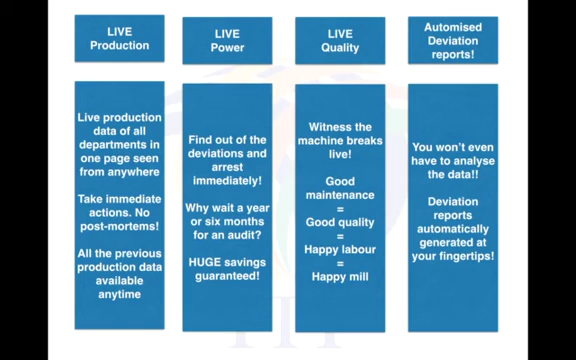 LIVE
Production
LIVE
Power
LIVE
Quality
Automised
Deviation
reports!
Live production
data of all
departments in
one page seen
from anywhere
Take immediate
actions. No
post-mortems!
All the previous
production data
available
anytime
Find out of the
deviations and
arrest
immediately!
Why wait a year
or six months
for an audit?
HUGE savings
guaranteed!
Witness the
machine breaks
live!
Good
maintenance
=
Good quality
=
Happy labour
=
Happy mill
You won't even
have to analyse
the data!!
Deviation
reports
automatically
generated at
your fingertips!